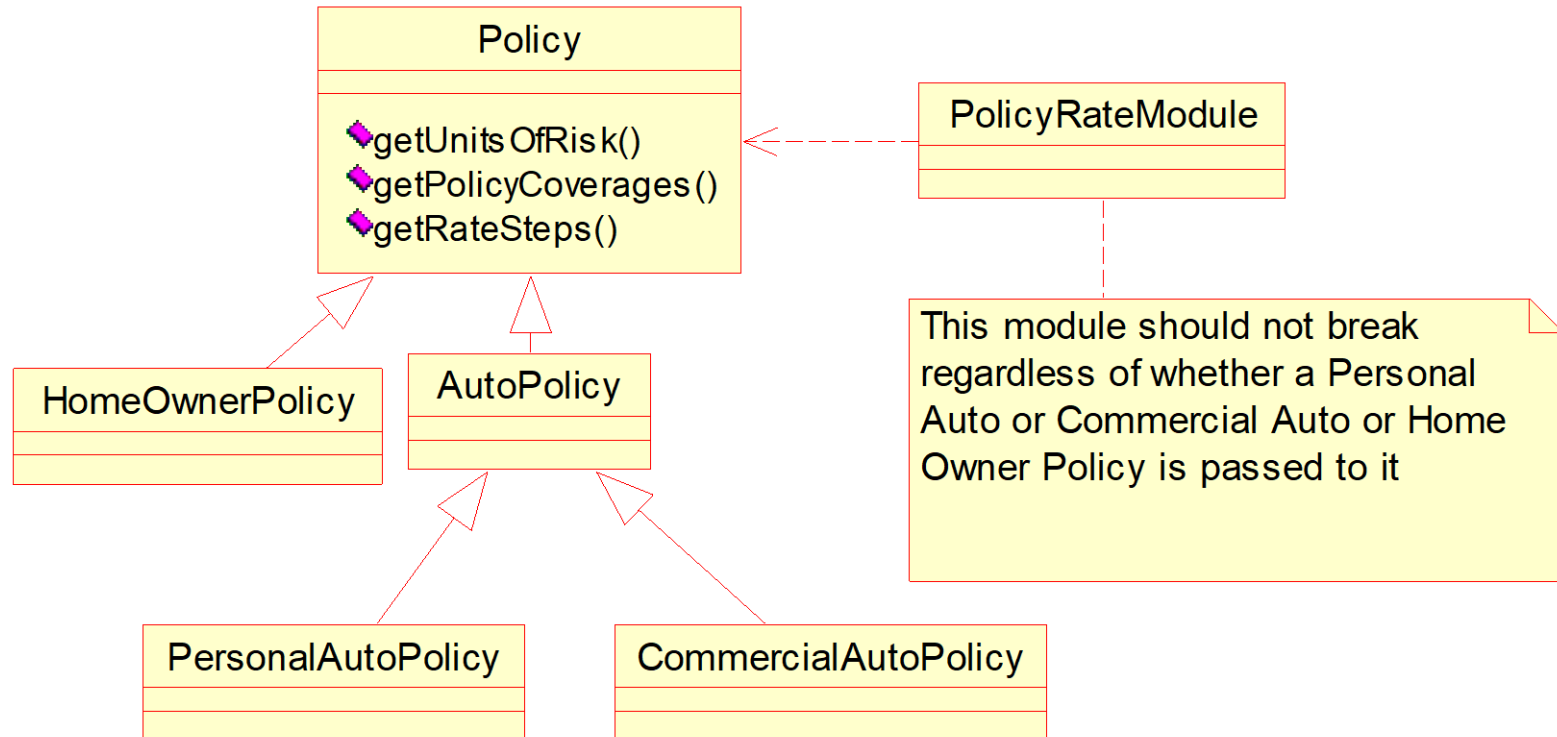 Policy
getUnitsOfRisk()
getPolicyCoverages()
getRateSteps()
PolicyRateModule
This module should not break
regardless of whether a Personal
Auto or Commercial Auto or Home
Owner Policy is passed to it
HomeOwnerPolicy
AutoPolicy
PersonalAutoPolicy
CommercialAutoPolicy